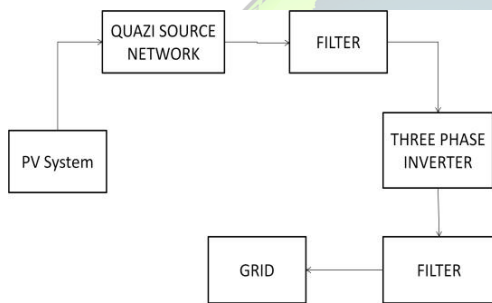 QUAZI SOURCE
NETWORK
FILTER
PV System
THREE PHASE
INVERTER
GRID
FILTER